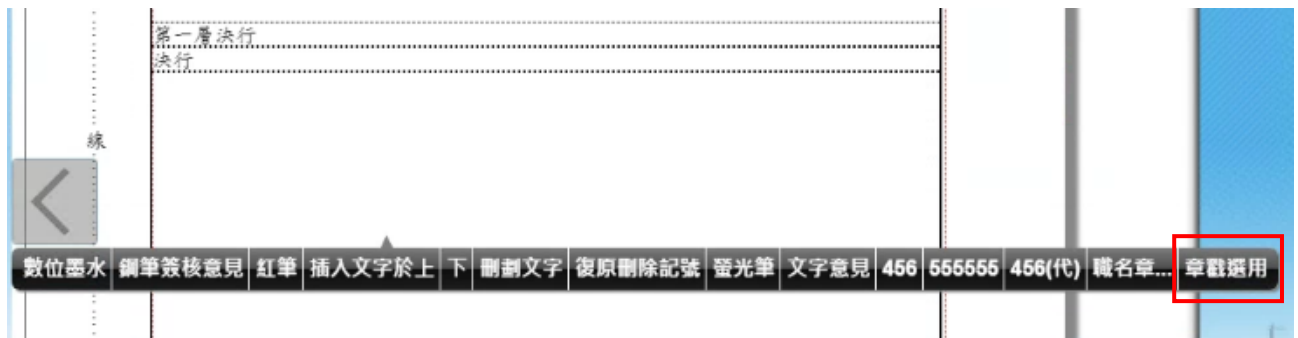 第一層決行
決行
線
數位墨水 鋼筆簽核意見 紅筆 插入文字於上 下 刪劃文字 復原刪除記號 螢光筆 文字意見 456 555555 456(代) 職名章... 章戳選用